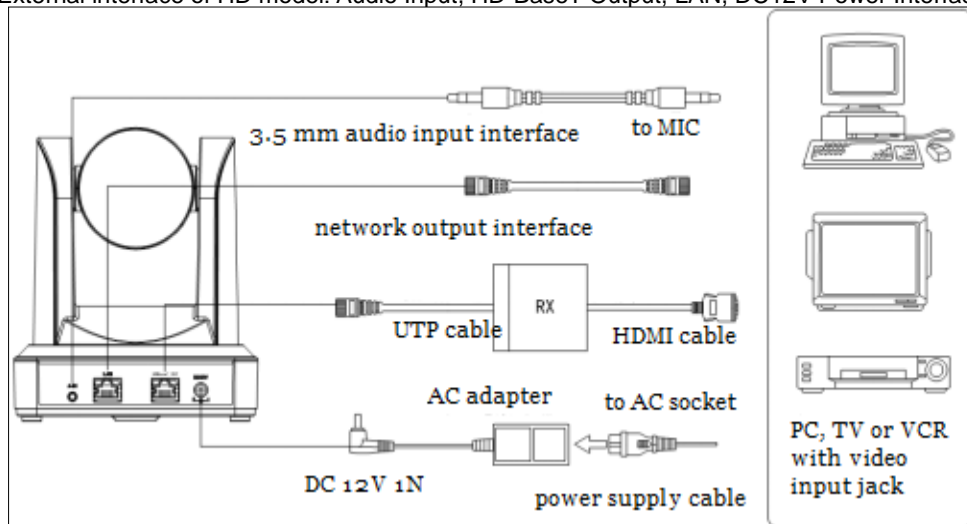 External interface of HD model: Audio Input, HD-BaseT Output, LAN, DC12V Power
3.5 mm audio input interface
to MIC
network output interface
RX
UTP cable
HDMI cable
AC adapter
to AC socket
DC 12V 1N
power supply cable
LAN
PC, TV or VCR
with video
input jack